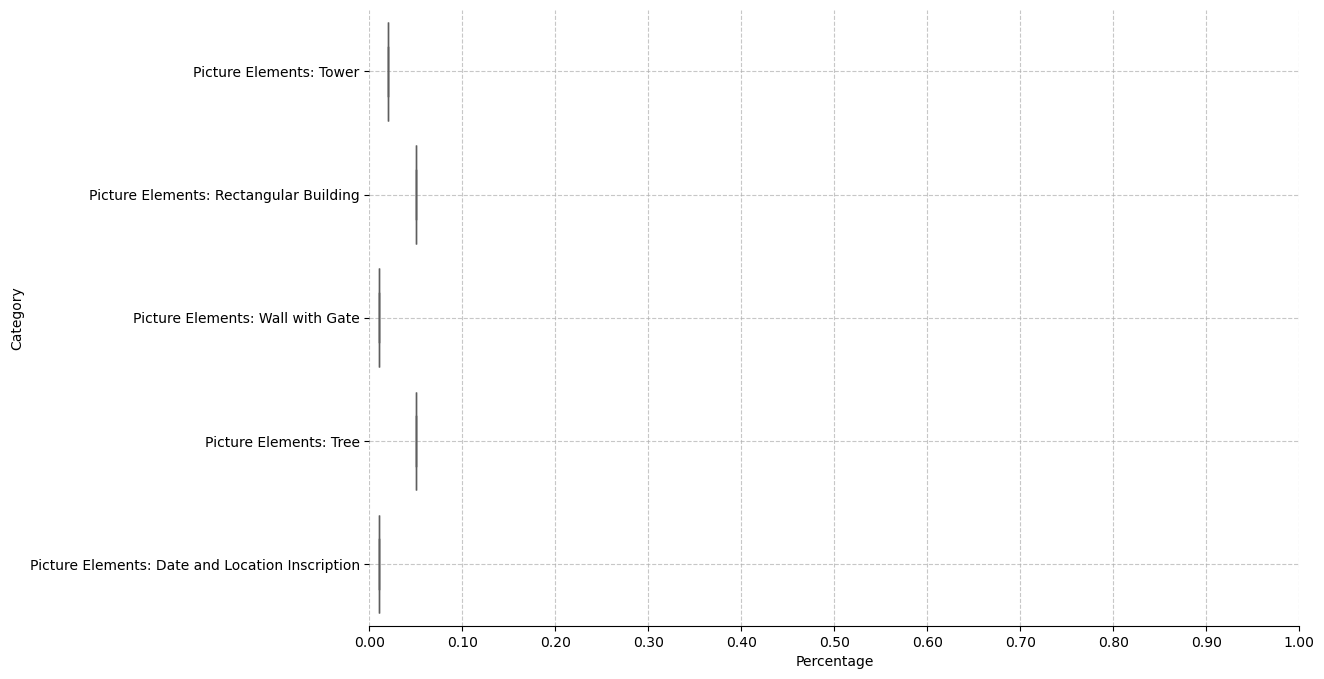 Picture Elements: Tower
Picture Elements: Rectangular Building
Picture Elements: Wall with Gate
Picture Elements: Tree
Picture Elements: Date and Location Inscription
Category
0.00 0.10 0.20 0.30 0.40 0.50 0.60 0.70 0.80 0.90 1.00
Percentage